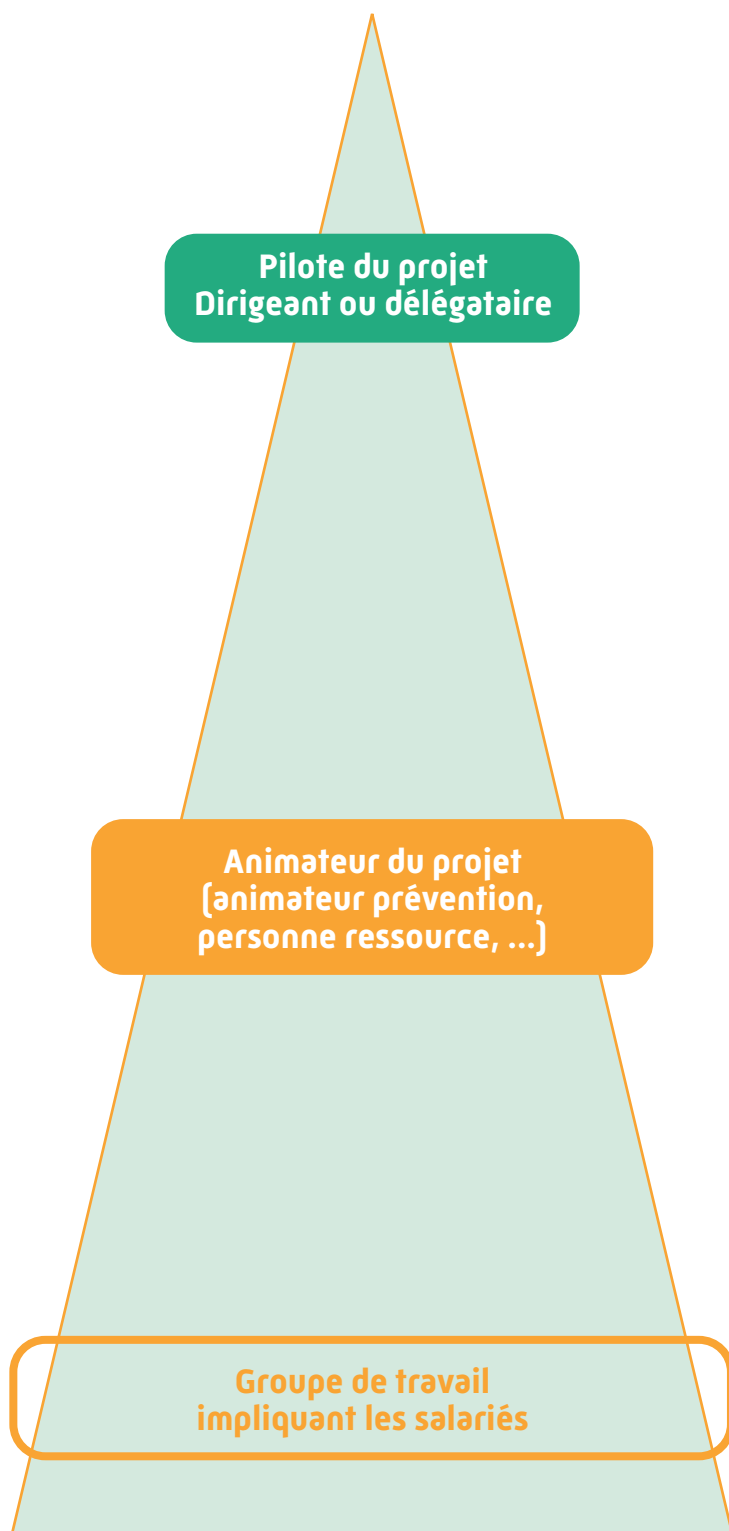 Pilote du projet
Dirigeant ou délégataire
Animateur du projet
(animateur prévention,
personne ressource, ...)
Groupe de travail
impliquant les salariés